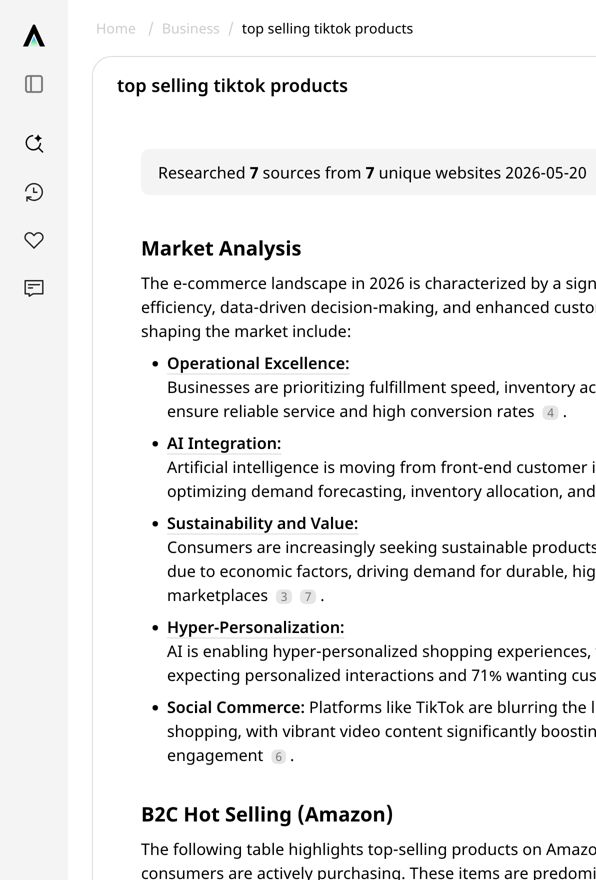 Home / Business / top selling tiktok products
top selling tiktok products
Researched 7 sources from 7 unique websites 2026-05-20
Market Analysis
The e-commerce landscape in 2026 is characterized by a sign
efficiency, data-driven decision-making, and enhanced custo
shaping the market include:
• Operational Excellence:
Businesses are prioritizing fulfillment speed, inventory ac
ensure reliable service and high conversion rates 4 .
• AI Integration:
Artificial intelligence is moving from front-end customer i
optimizing demand forecasting, inventory allocation, and
• Sustainability and Value:
Consumers are increasingly seeking sustainable products
due to economic factors, driving demand for durable, hig
marketplaces 3 7 .
• Hyper-Personalization:
AI is enabling hyper-personalized shopping experiences,
expecting personalized interactions and 71% wanting cus
• Social Commerce: Platforms like TikTok are blurring the l
shopping, with vibrant video content significantly boostin
engagement 6 .
B2C Hot Selling (Amazon)
The following table highlights top-selling products on Amazo
consumers are actively purchasing. These items are predomi